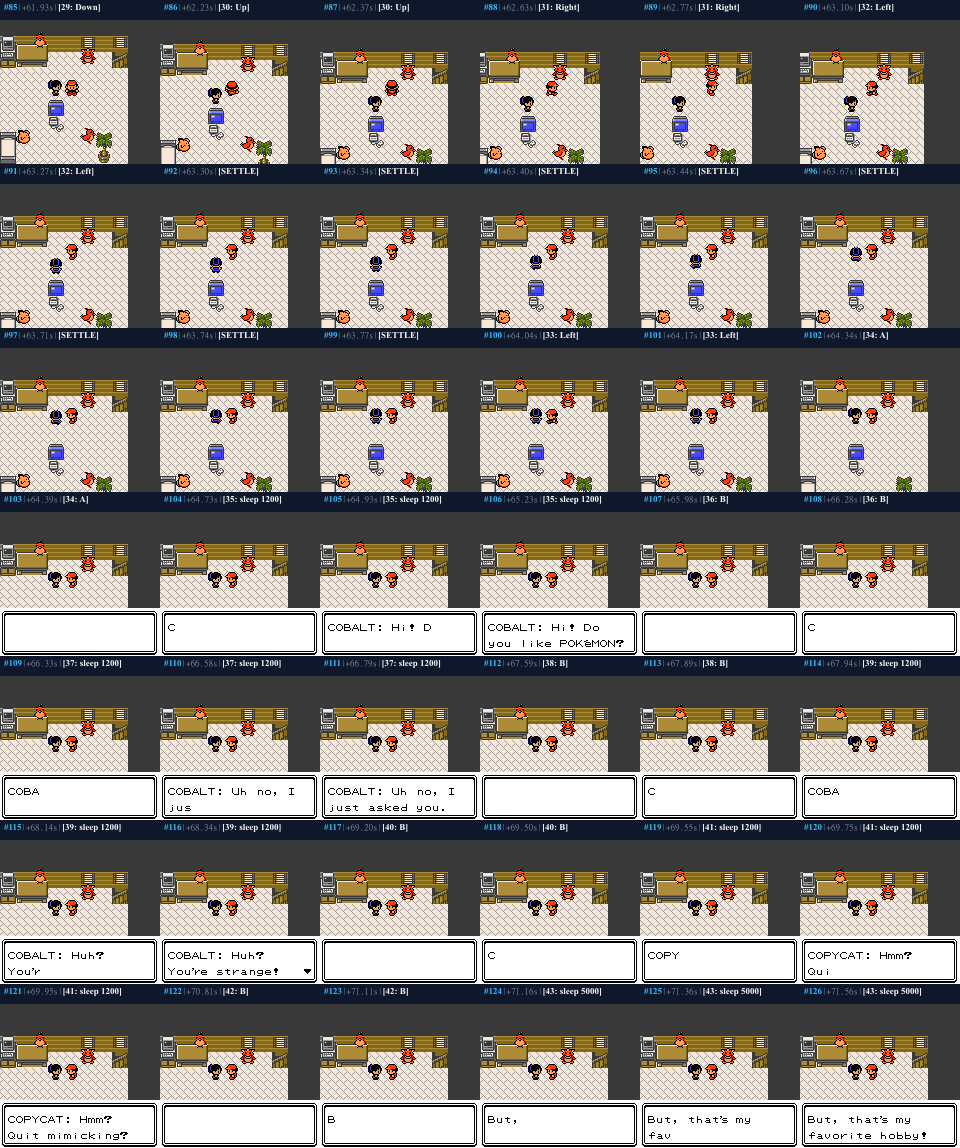 #85|+61.93s|[29: Down]
#86|+62.23s|[30: Up]
#87|+62.37s|[30: Up]
#88|+62.63s|[31: Right]
#89|+62.77s|[31: Right]
#90|+63.10s|[32: Left]
#91|+63.27s|[32: Left]
#92|+63.30s|[SETTLE]
#93|+63.34s|[SETTLE]
#94|+63.40s|[SETTLE]
#95|+63.44s|[SETTLE]
#96|+63.67s|[SETTLE]
#97|+63.71s|[SETTLE]
#98|+63.74s|[SETTLE]
#99|+63.77s|[SETTLE]
#100|+64.04s|[33: Left]
#101|+64.17s|[33: Left]
#102|+64.34s|[34: A]
#103|+64.39s|[34: A]
#104|+64.73s|[35: sleep 1200]
#105|+64.93s|[35: sleep 1200]
#106|+65.23s|[35: sleep 1200]
#107|+65.98s|[36: B]
#108|+66.28s|[36: B]
C
COBALT: Hi! D
COBALT: Hi! Do
you like POKéMON?
C
#109|+66.33s|[37: sleep 1200]
#110|+66.58s|[37: sleep 1200]
#111|+66.79s|[37: sleep 1200]
#112|+67.59s|[38: B]
#113|+67.89s|[38: B]
#114|+67.94s|[39: sleep 1200]
COBA
COBALT: Uh no, I
jus
COBALT: Uh no, I
just asked you.
C
COBA
#115|+68.14s|[39: sleep 1200]
#116|+68.34s|[39: sleep 1200]
#117|+69.20s|[40: B]
#118|+69.50s|[40: B]
#119|+69.55s|[41: sleep 1200]
#120|+69.75s|[41: sleep 1200]
COBALT: Huh?
You'r
COBALT: Huh?
You're strange!
C
COPY
COPYCAT: Hmm?
Qui
#121|+69.95s|[41: sleep 1200]
#122|+70.81s|[42: B]
#123|+71.11s|[42: B]
#124|+71.16s|[43: sleep 5000]
#125|+71.36s|[43: sleep 5000]
#126|+71.56s|[43: sleep 5000]
COPYCAT: Hmm?
Quit mimicking?
B
But,
But, that's my
fav
But, that's my
favorite hobby!